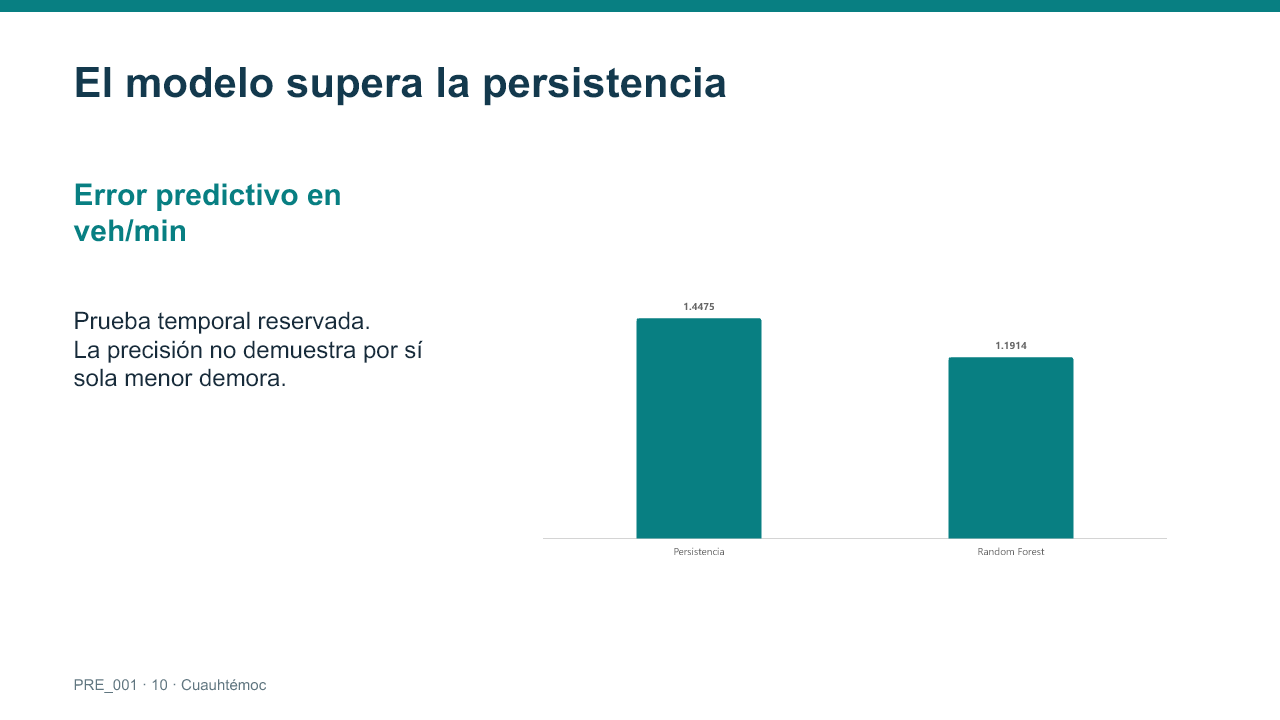 El modelo supera la persistencia
Error predictivo en
veh/min
Prueba temporal reservada.
La precisión no demuestra por sí
sola menor demora.
1.4475
1.1914
Persistencia
Random Forest
PRE_001 · 10 · Cuauhtémoc